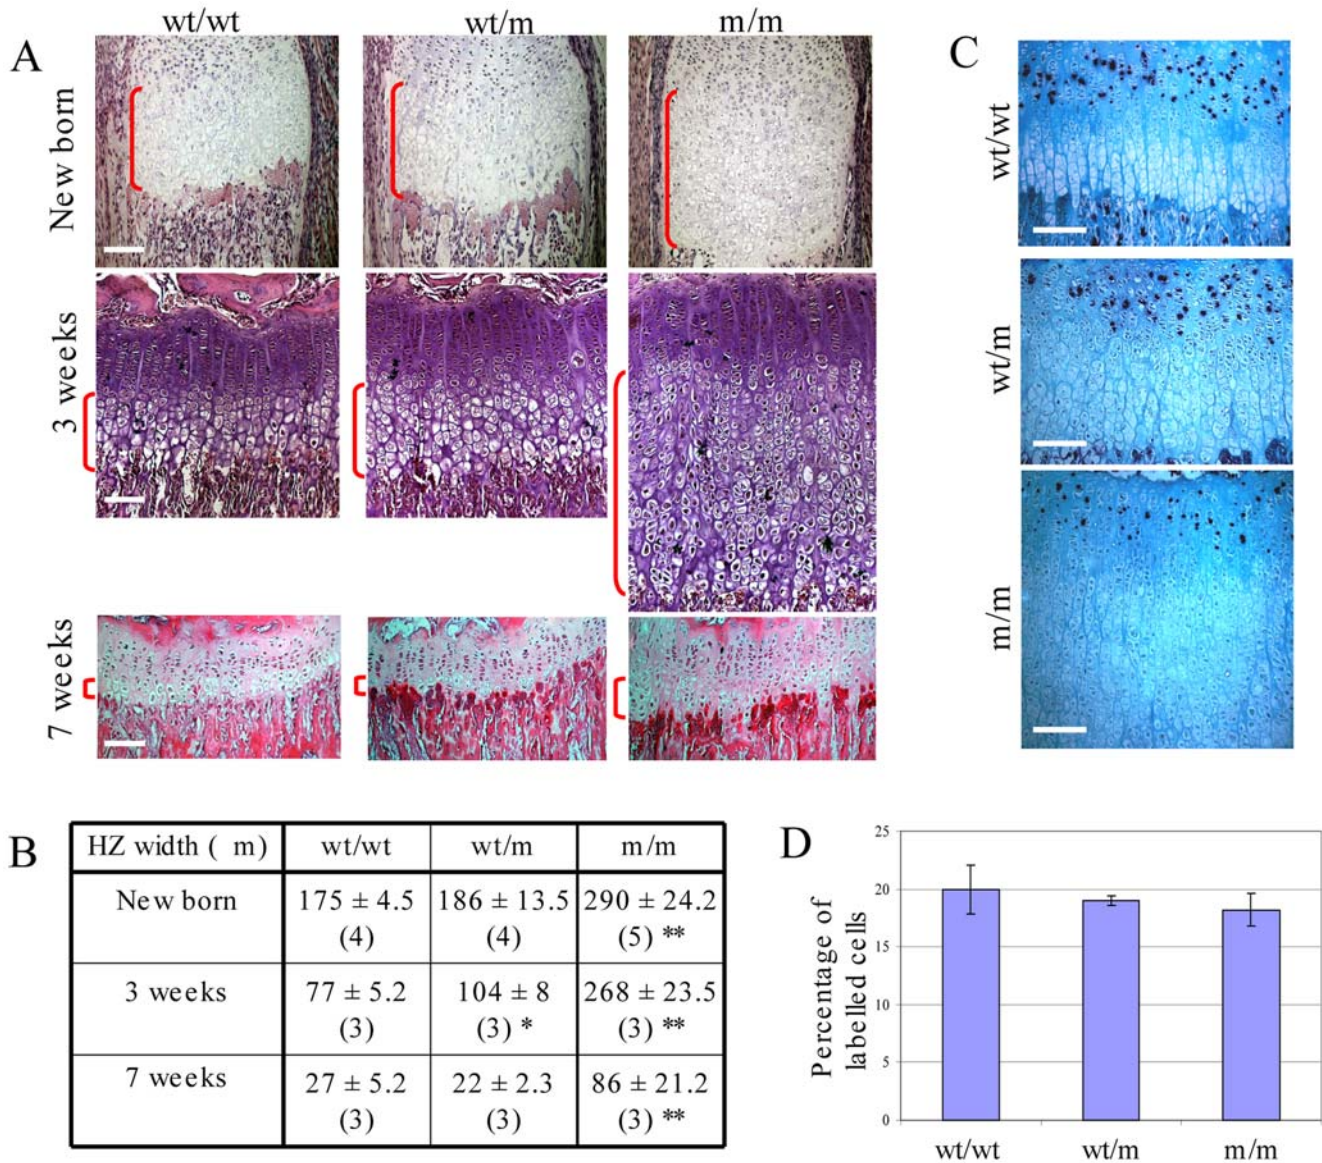 A
wt/wt
wt/m
m/m
New born
3 weeks
7 weeks
C
wt/wt
wt/m
m/m
B
HZ width ( m)
wt/wt
wt/m
m/m
New born
175 ± 4.5
(4)
186 ± 13.5
(4)
290 ± 24.2
(5) **
3 weeks
77 ± 5.2
(3)
104 ± 8
(3) *
268 ± 23.5
(3) **
7 weeks
27 ± 5.2
(3)
22 ± 2.3
(3)
86 ± 21.2
(3) **
D
Percentage of
labelled cells
25
20
15
10
5
0
wt/wt
wt/m
m/m